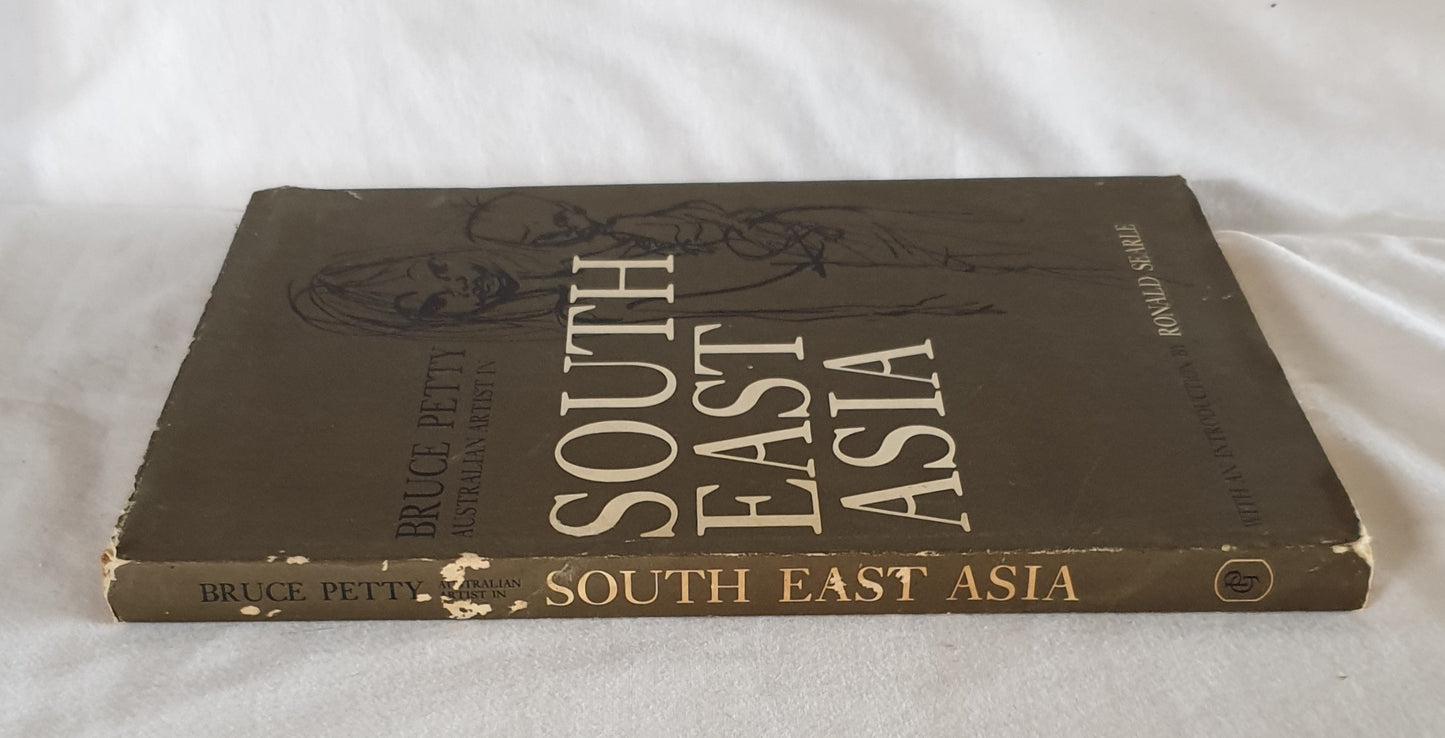 BRUCE PETTY
AUSTRALIAN ARTIST IN
SOUTH
EAST
ASIA
WITH AN INTRODUCTION BY RONALD SEARLE
BRUCE PETTY
AUSTRALIAN
ARTIST IN
SOUTH EAST ASIA